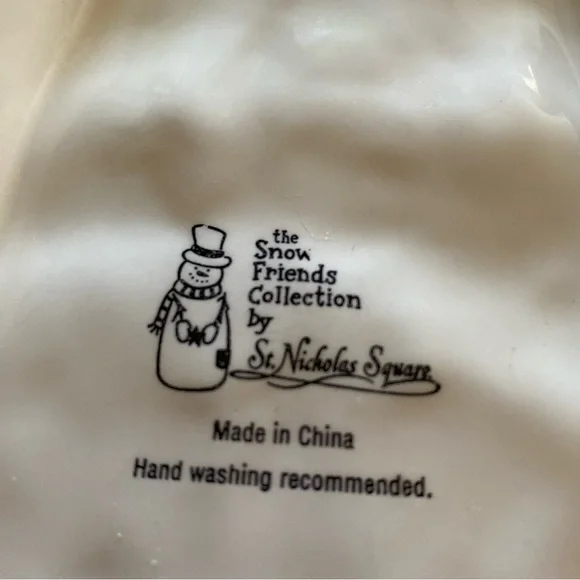 the
Snow
Friends
Collection
by
St. Nicholas Square
Made in China
Hand washing recommended.